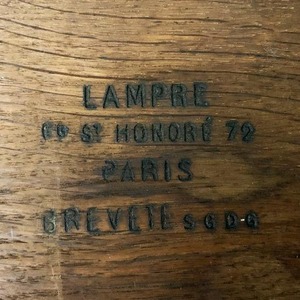 LAMPRE
FG ST HONORÉ 72
PARIS
BREVETE S G D G